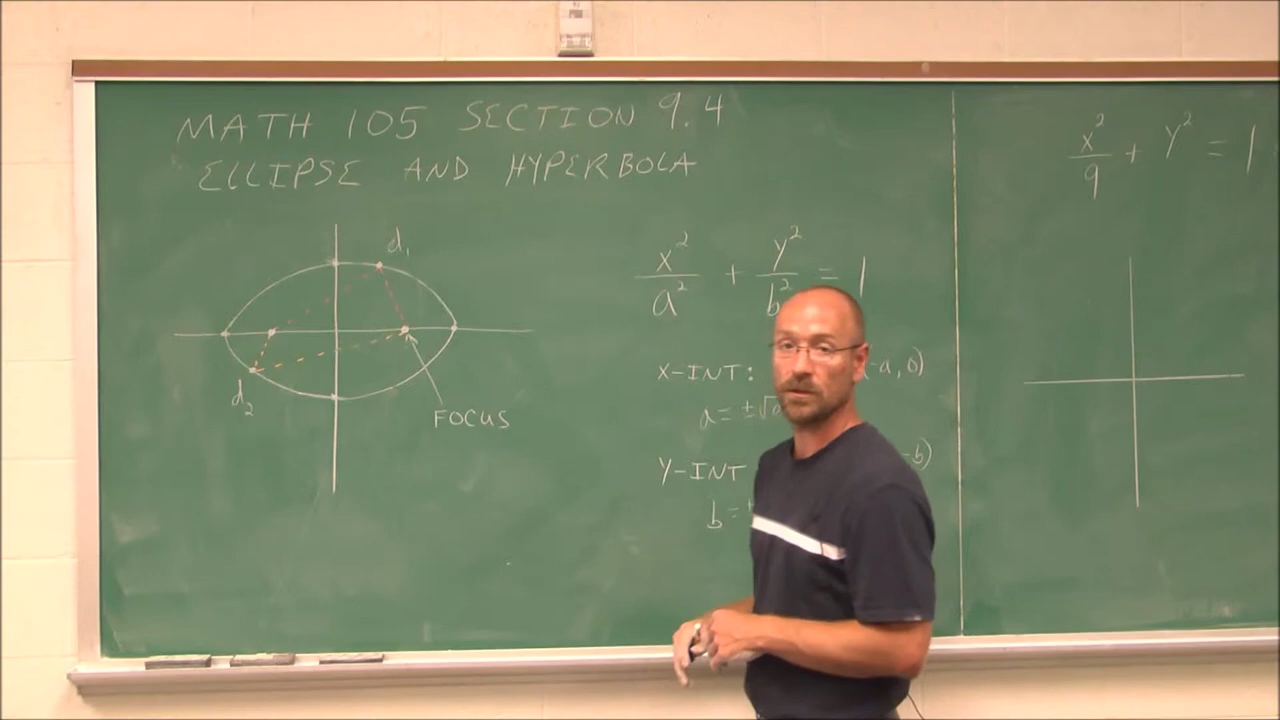 MATH 105 SECTION 9.4
ELLIPSE AND HYPERBOLA
d₁
d₂
FOCUS
x²/a² + y²/b² = 1
X-INT: -a, 0)
a = ±√
Y-INT -b)
b =
x²/9 + y² = 1